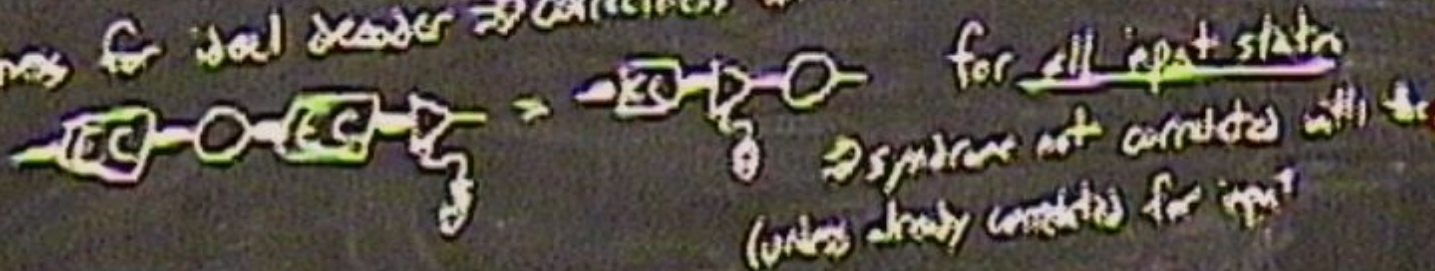 for ideal decoder ⇒ correctness
EC EC = EC for all input states
⇒ syndrome not correlated with the
(unless already correlated for input